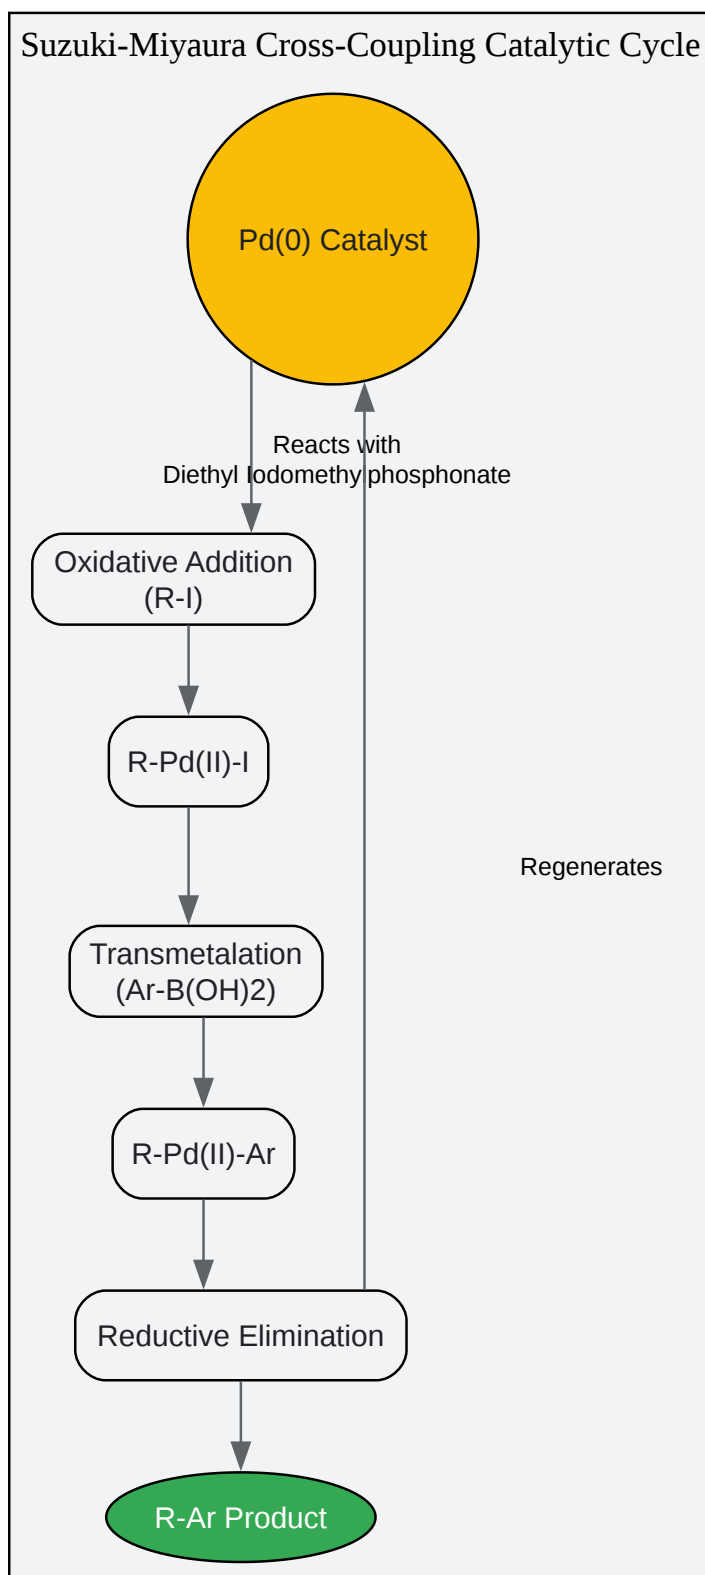 Suzuki-Miyaura Cross-Coupling Catalytic Cycle
Pd(0) Catalyst
Reacts with
Diethyl Iodomethylphosphonate
Oxidative Addition
(R-I)
R-Pd(II)-I
Regenerates
Transmetalation
(Ar-B(OH)2)
R-Pd(II)-Ar
Reductive Elimination
R-Ar Product